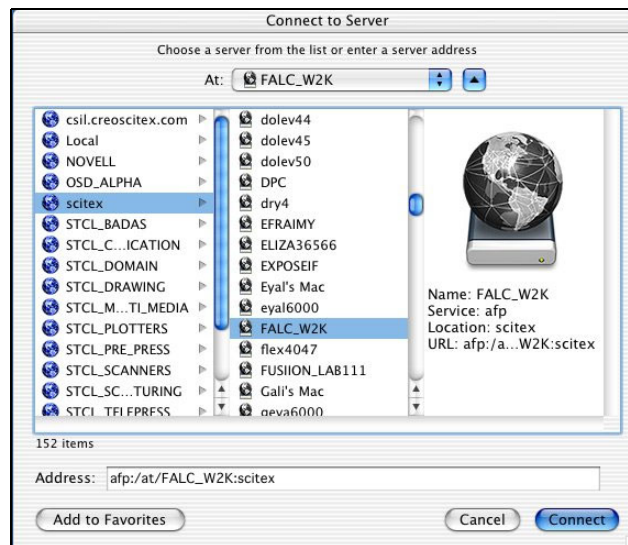 Connect to Server
Choose a server from the list or enter a server address
At: FALC_W2K
csil.creoscitex.com
Local
NOVELL
OSD_ALPHA
scitex
STCL_BADAS
STCL_C...ICATION
STCL_DOMAIN
STCL_DRAWING
STCL_M...TI_MEDIA
STCL_PLOTTERS
STCL_PRE_PRESS
STCL_SCANNERS
STCL_SC...TURING
STCL_TELEPRESS
dolev44
dolev45
dolev50
DPC
dry4
EFRAIMY
ELIZA36566
EXPOSEIF
Eyal's Mac
eyal6000
FALC_W2K
flex4047
FUSIION_LAB111
Gali's Mac
geva6000
Name: FALC_W2K
Service: afp
Location: scitex
URL: afp:/a...W2K:scitex
152 items
Address: afp:/at/FALC_W2K:scitex
Add to Favorites
Cancel
Connect